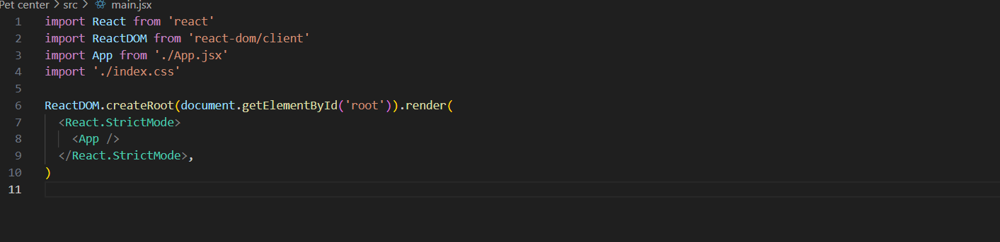 Pet center > src > main.jsx
1 import React from 'react'
2 import ReactDOM from 'react-dom/client'
3 import App from './App.jsx'
4 import './index.css'
5
6 ReactDOM.createRoot(document.getElementById('root')).render(
7   <React.StrictMode>
8     <App />
9   </React.StrictMode>,
10 )
11